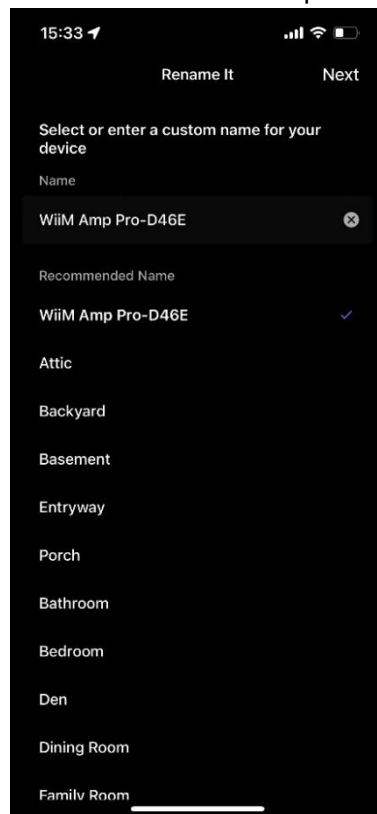 15:33
Rename It
Next
Select or enter a custom name for your
device
Name
WiiM Amp Pro-D46E
Recommended Name
WiiM Amp Pro-D46E
Attic
Backyard
Basement
Entryway
Porch
Bathroom
Bedroom
Den
Dining Room
Family Room